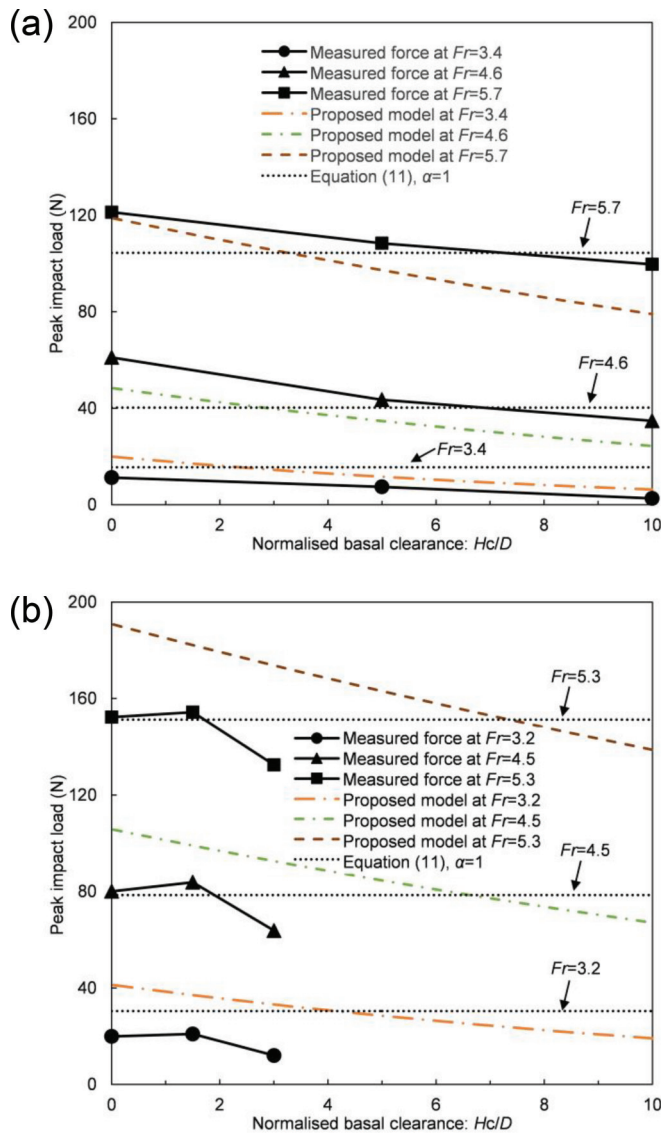 (a)
200
160
120
80
40
0
Peak impact load (N)
Measured force at Fr=3.4
Measured force at Fr=4.6
Measured force at Fr=5.7
Proposed model at Fr=3.4
Proposed model at Fr=4.6
Proposed model at Fr=5.7
Equation (11), α=1
Fr=5.7
Fr=4.6
Fr=3.4
0 2 4 6 8 10
Normalised basal clearance: Hc/D
(b)
200
160
120
80
40
0
Peak impact load (N)
Fr=5.3
Measured force at Fr=3.2
Measured force at Fr=4.5
Measured force at Fr=5.3
Proposed model at Fr=3.2
Proposed model at Fr=4.5
Proposed model at Fr=5.3
Equation (11), α=1
Fr=4.5
Fr=3.2
0 2 4 6 8 10
Normalised basal clearance: Hc/D